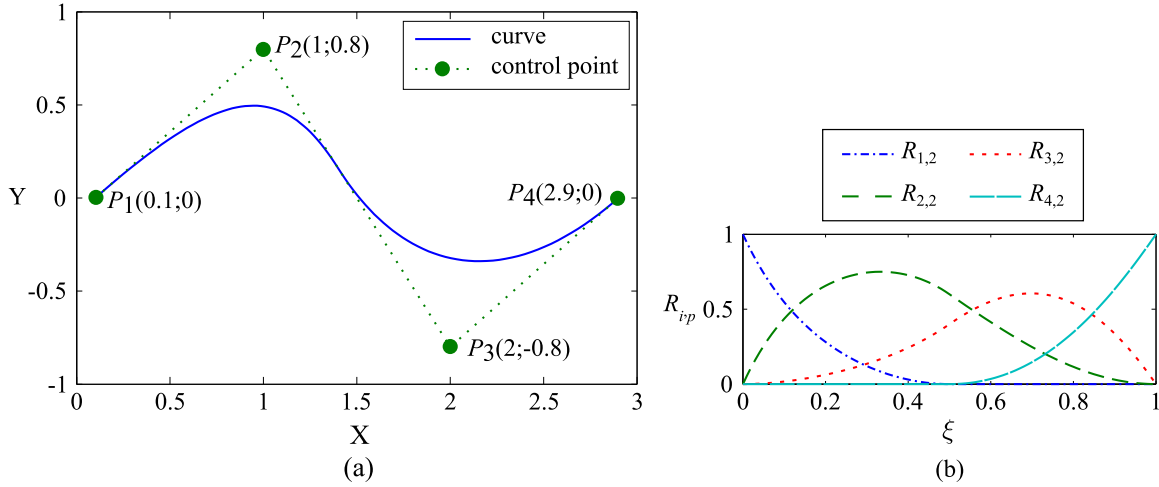 1
0.5
0
-0.5
-1
Y
0 0.5 1 1.5 2 2.5 3
X
curve
control point
P2(1;0.8)
P1(0.1;0)
P4(2.9;0)
P3(2;-0.8)
(a)
R1,2 R3,2
R2,2 R4,2
1
0.5
0
Ri,p
0 0.2 0.4 0.6 0.8 1
ξ
(b)